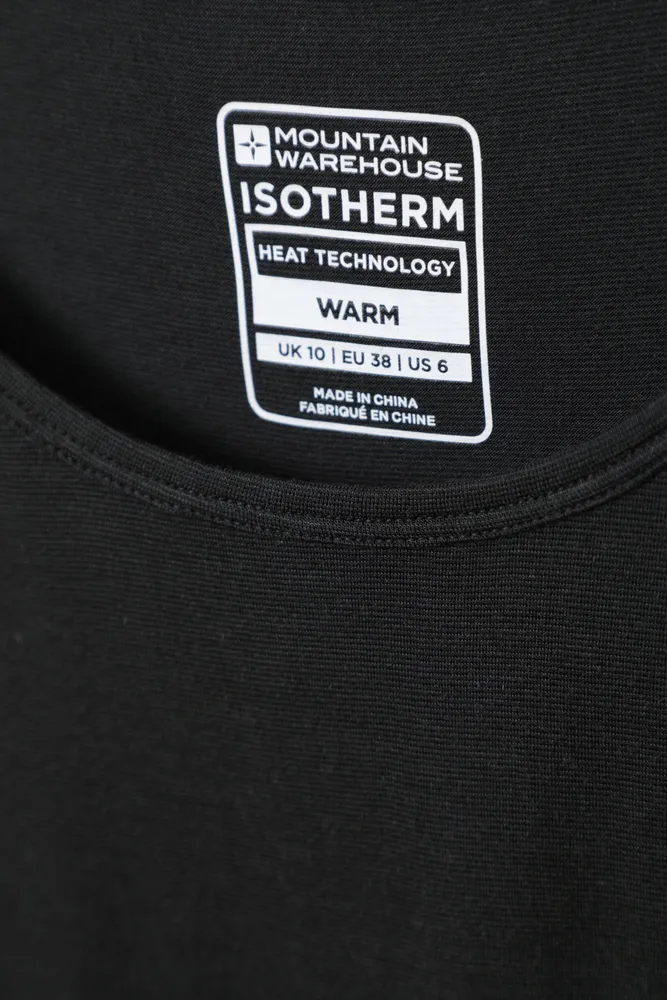 MOUNTAIN
WAREHOUSE
ISOTHERM
HEAT TECHNOLOGY
WARM
UK 10 | EU 38 | US 6
MADE IN CHINA
FABRIQUÉ EN CHINE